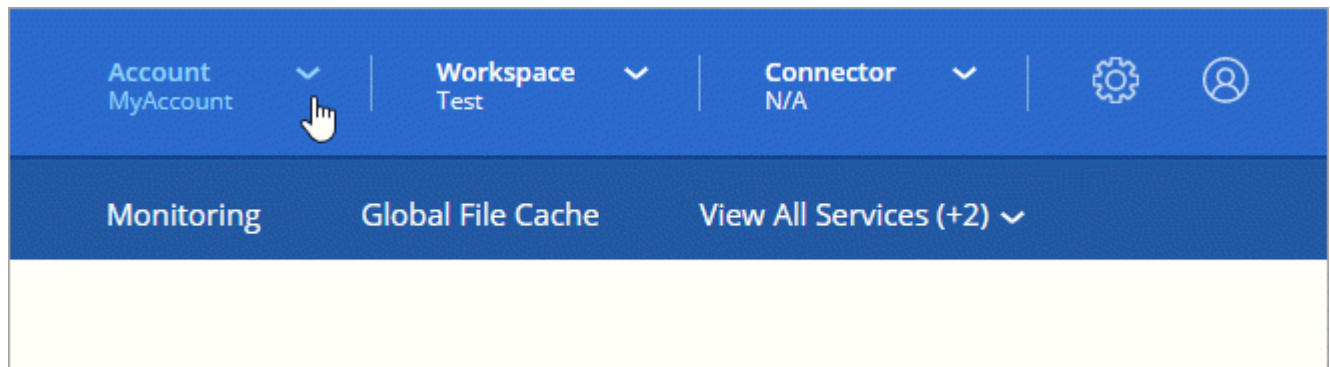 Account Workspace Connector
MyAccount Test N/A
Monitoring Global File Cache View All Services (+2)